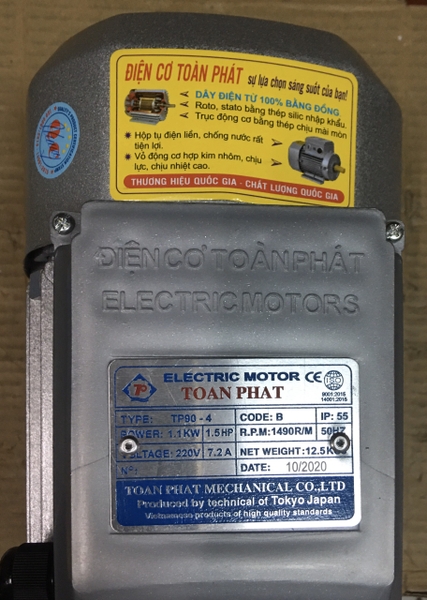 ĐIỆN CƠ TOÀN PHÁT sự lựa chọn sáng suốt của bạn!
DÂY ĐIỆN TỪ 100% BẰNG ĐỒNG
Roto, stato bằng thép silic nhập khẩu.
Trục động cơ bằng thép chịu mài mòn
Hộp tụ điện liền, chống nước rất
tiện lợi.
Vỏ động cơ hợp kim nhôm, chịu
lực, chịu nhiệt cao.
THƯƠNG HIỆU QUỐC GIA - CHẤT LƯỢNG QUỐC GIA
ĐIỆN CƠ TOÀN PHÁT
ELECTRIC MOTORS
TP ELECTRIC MOTOR CE ISO
TOAN PHAT 9001:2015
14001:2015
TYPE: TP90 - 4 CODE: B IP: 55
POWER: 1.1KW 1.5HP R.P.M: 1490R/M 50HZ
VOLTAGE: 220V 7.2 A NET WEIGHT: 12.5KG
Nº: DATE: 10/2020
TOAN PHAT MECHANICAL CO.,LTD
Produced by technical of Tokyo Japan
Vietnamese products of high quality standards